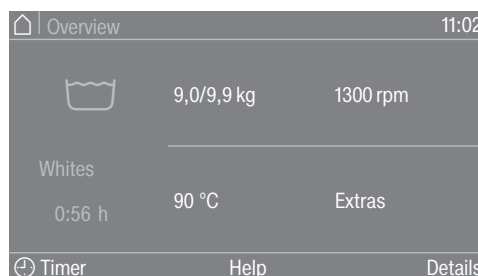 Overview 11:02
9,0/9,9 kg 1300 rpm
Whites
0:56 h
90 °C Extras
Timer Help Details